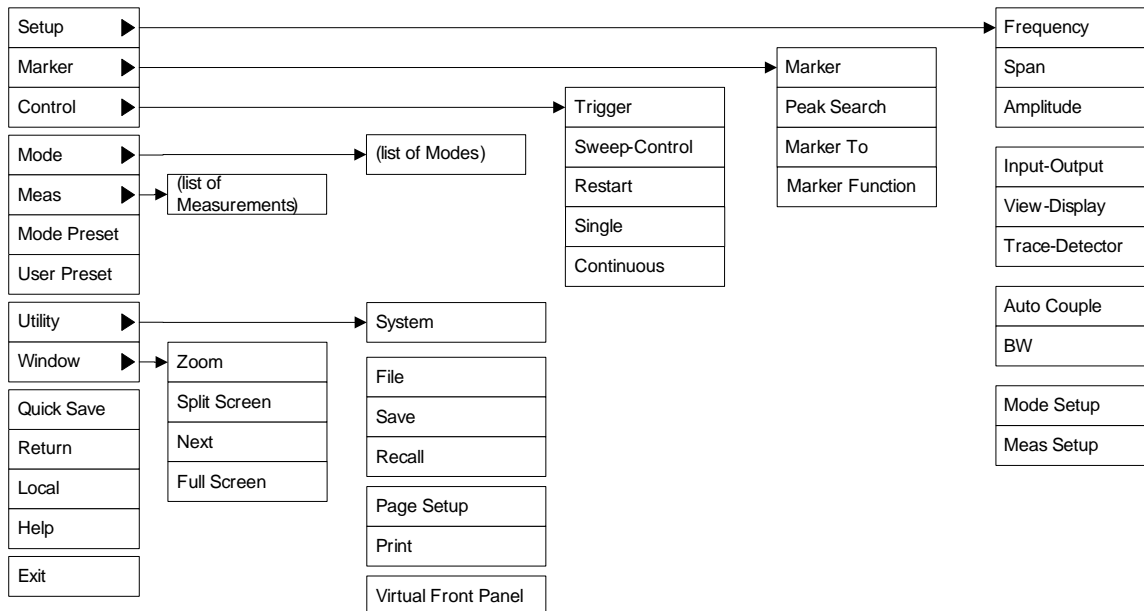 Setup
Marker
Control
Mode
Meas
Mode Preset
User Preset
Utility
Window
Quick Save
Return
Local
Help
Exit
(list of
Measurements)
Zoom
Split Screen
Next
Full Screen
(list of Modes)
System
File
Save
Recall
Page Setup
Print
Virtual Front Panel
Trigger
Sweep-Control
Restart
Single
Continuous
Marker
Peak Search
Marker To
Marker Function
Frequency
Span
Amplitude
Input-Output
View-Display
Trace-Detector
Auto Couple
BW
Mode Setup
Meas Setup